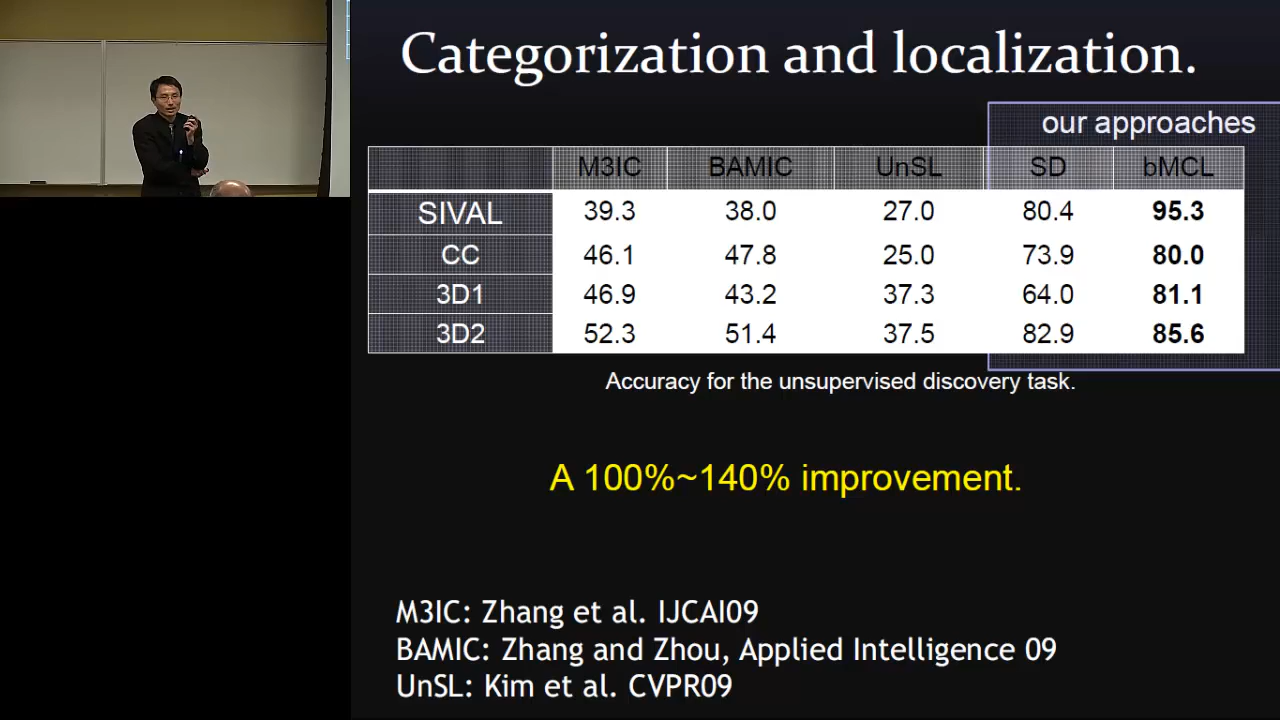 Categorization and localization.
our approaches
M3IC BAMIC UnSL SD bMCL
SIVAL 39.3 38.0 27.0 80.4 95.3
CC 46.1 47.8 25.0 73.9 80.0
3D1 46.9 43.2 37.3 64.0 81.1
3D2 52.3 51.4 37.5 82.9 85.6
Accuracy for the unsupervised discovery task.
A 100%~140% improvement.
M3IC: Zhang et al. IJCAI09
BAMIC: Zhang and Zhou, Applied Intelligence 09
UnSL: Kim et al. CVPR09